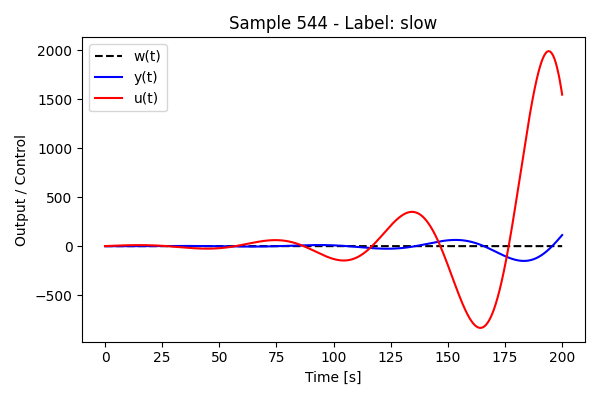 Sample 544 - Label: slow
w(t)
y(t)
u(t)
2000
1500
1000
500
0
−500
Output / Control
0 25 50 75 100 125 150 175 200
Time [s]